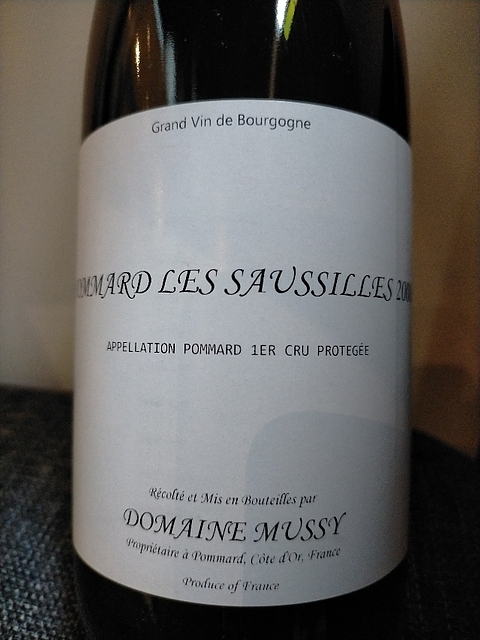 Grand Vin de Bourgogne
LES SAUSSILLES
APPELLATION POMMARD 1ER CRU PROTEGÉE
Récolté et Mis en Bouteilles par
DOMAINE MUSSY
Propriétaire à Pommard, Côte d'Or, France
Produce of France